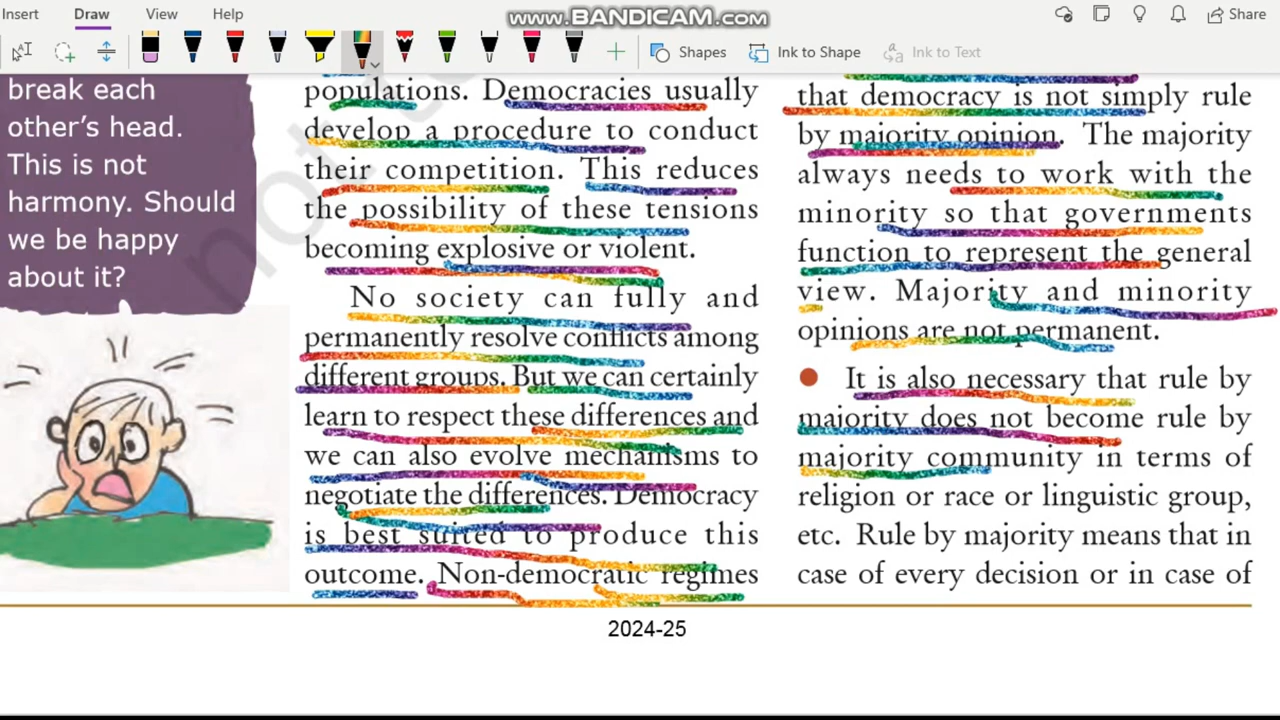 Insert Draw View Help
www.BANDICAM.com
Share
Shapes
Ink to Shape
Ink to Text
break each
other's head.
This is not
harmony. Should
we be happy
about it?
populations. Democracies usually
develop a procedure to conduct
their competition. This reduces
the possibility of these tensions
becoming explosive or violent.
No society can fully and
permanently resolve conflicts among
different groups. But we can certainly
learn to respect these differences and
we can also evolve mechanisms to
negotiate the differences. Democracy
is best suited to produce this
outcome. Non-democratic regimes
that democracy is not simply rule
by majority opinion. The majority
always needs to work with the
minority so that governments
function to represent the general
view. Majority and minority
opinions are not permanent.
It is also necessary that rule by
majority does not become rule by
majority community in terms of
religion or race or linguistic group,
etc. Rule by majority means that in
case of every decision or in case of
2024-25